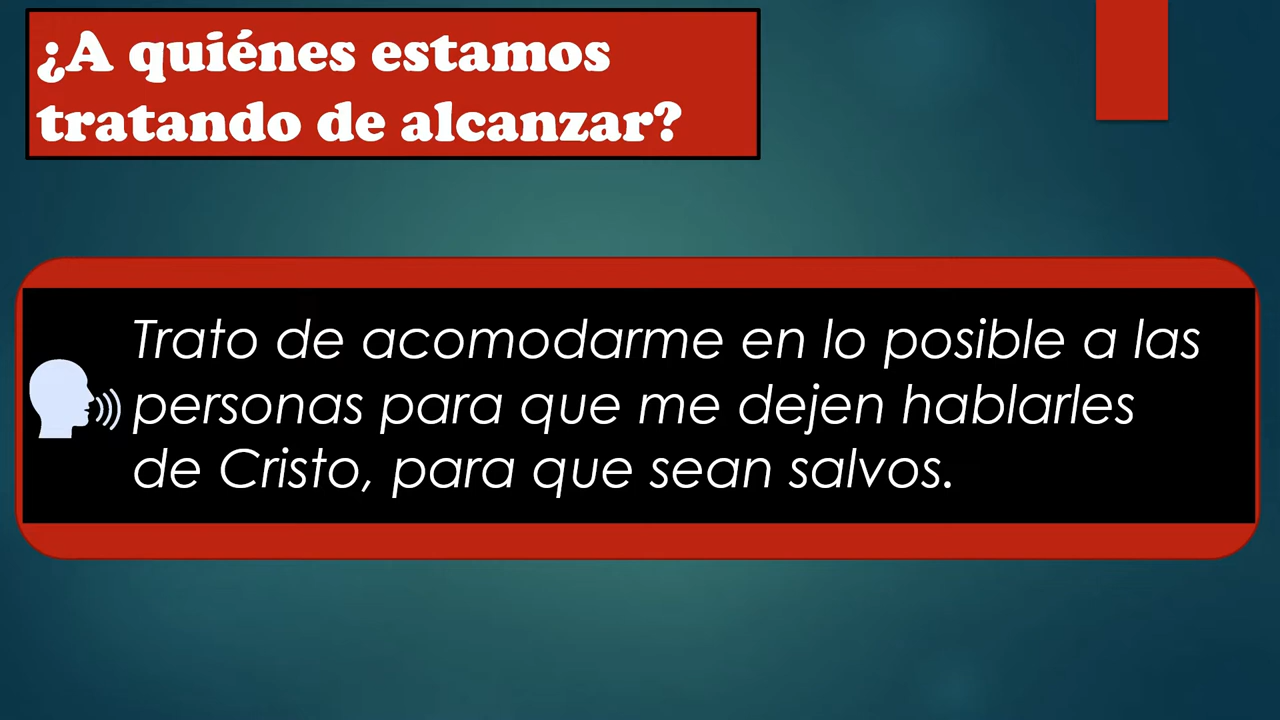 ¿A quiénes estamos
tratando de alcanzar?
Trato de acomodarme en lo posible a las
personas para que me dejen hablarles
de Cristo, para que sean salvos.